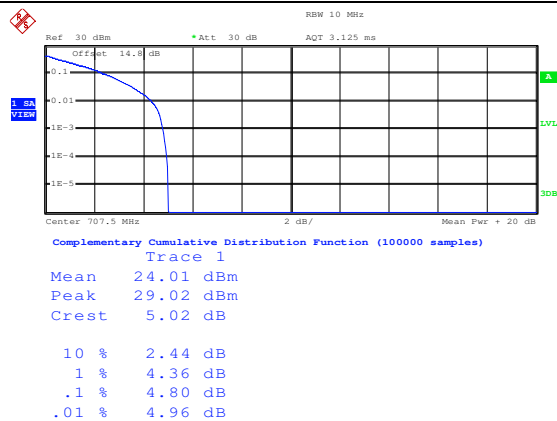 RBW 10 MHz
Ref 30 dBm *Att 30 dB AQT 3.125 ms
Offset 14.8 dB
0.1
A
0.01
1 SA
VIEW
1E-3
LVL
1E-4
1E-5
3DB
Center 707.5 MHz 2 dB/ Mean Pwr + 20 dB
Complementary Cumulative Distribution Function (100000 samples)
Trace 1
Mean 24.01 dBm
Peak 29.02 dBm
Crest 5.02 dB
10 % 2.44 dB
1 % 4.36 dB
.1 % 4.80 dB
.01 % 4.96 dB